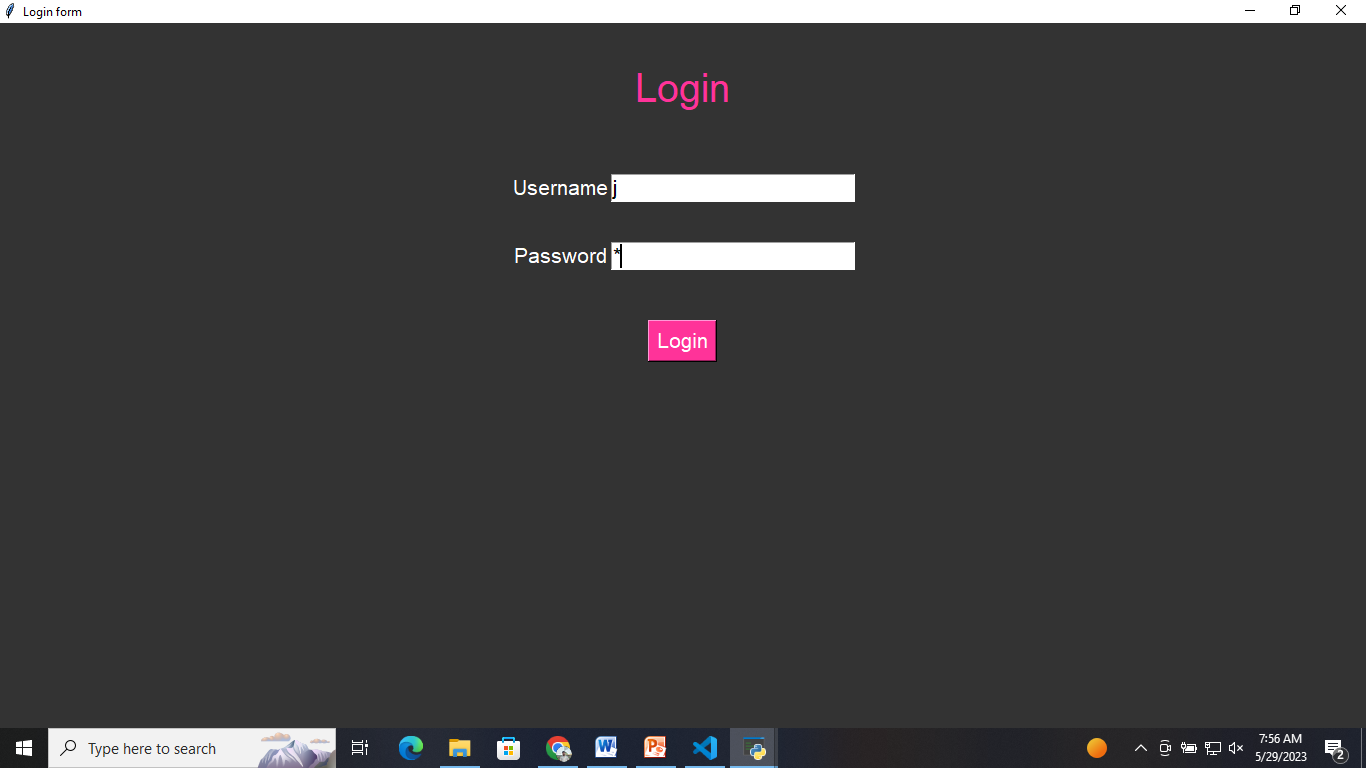 Login form
Login
Username j
Password *
Login
Type here to search
7:56 AM
5/29/2023
2